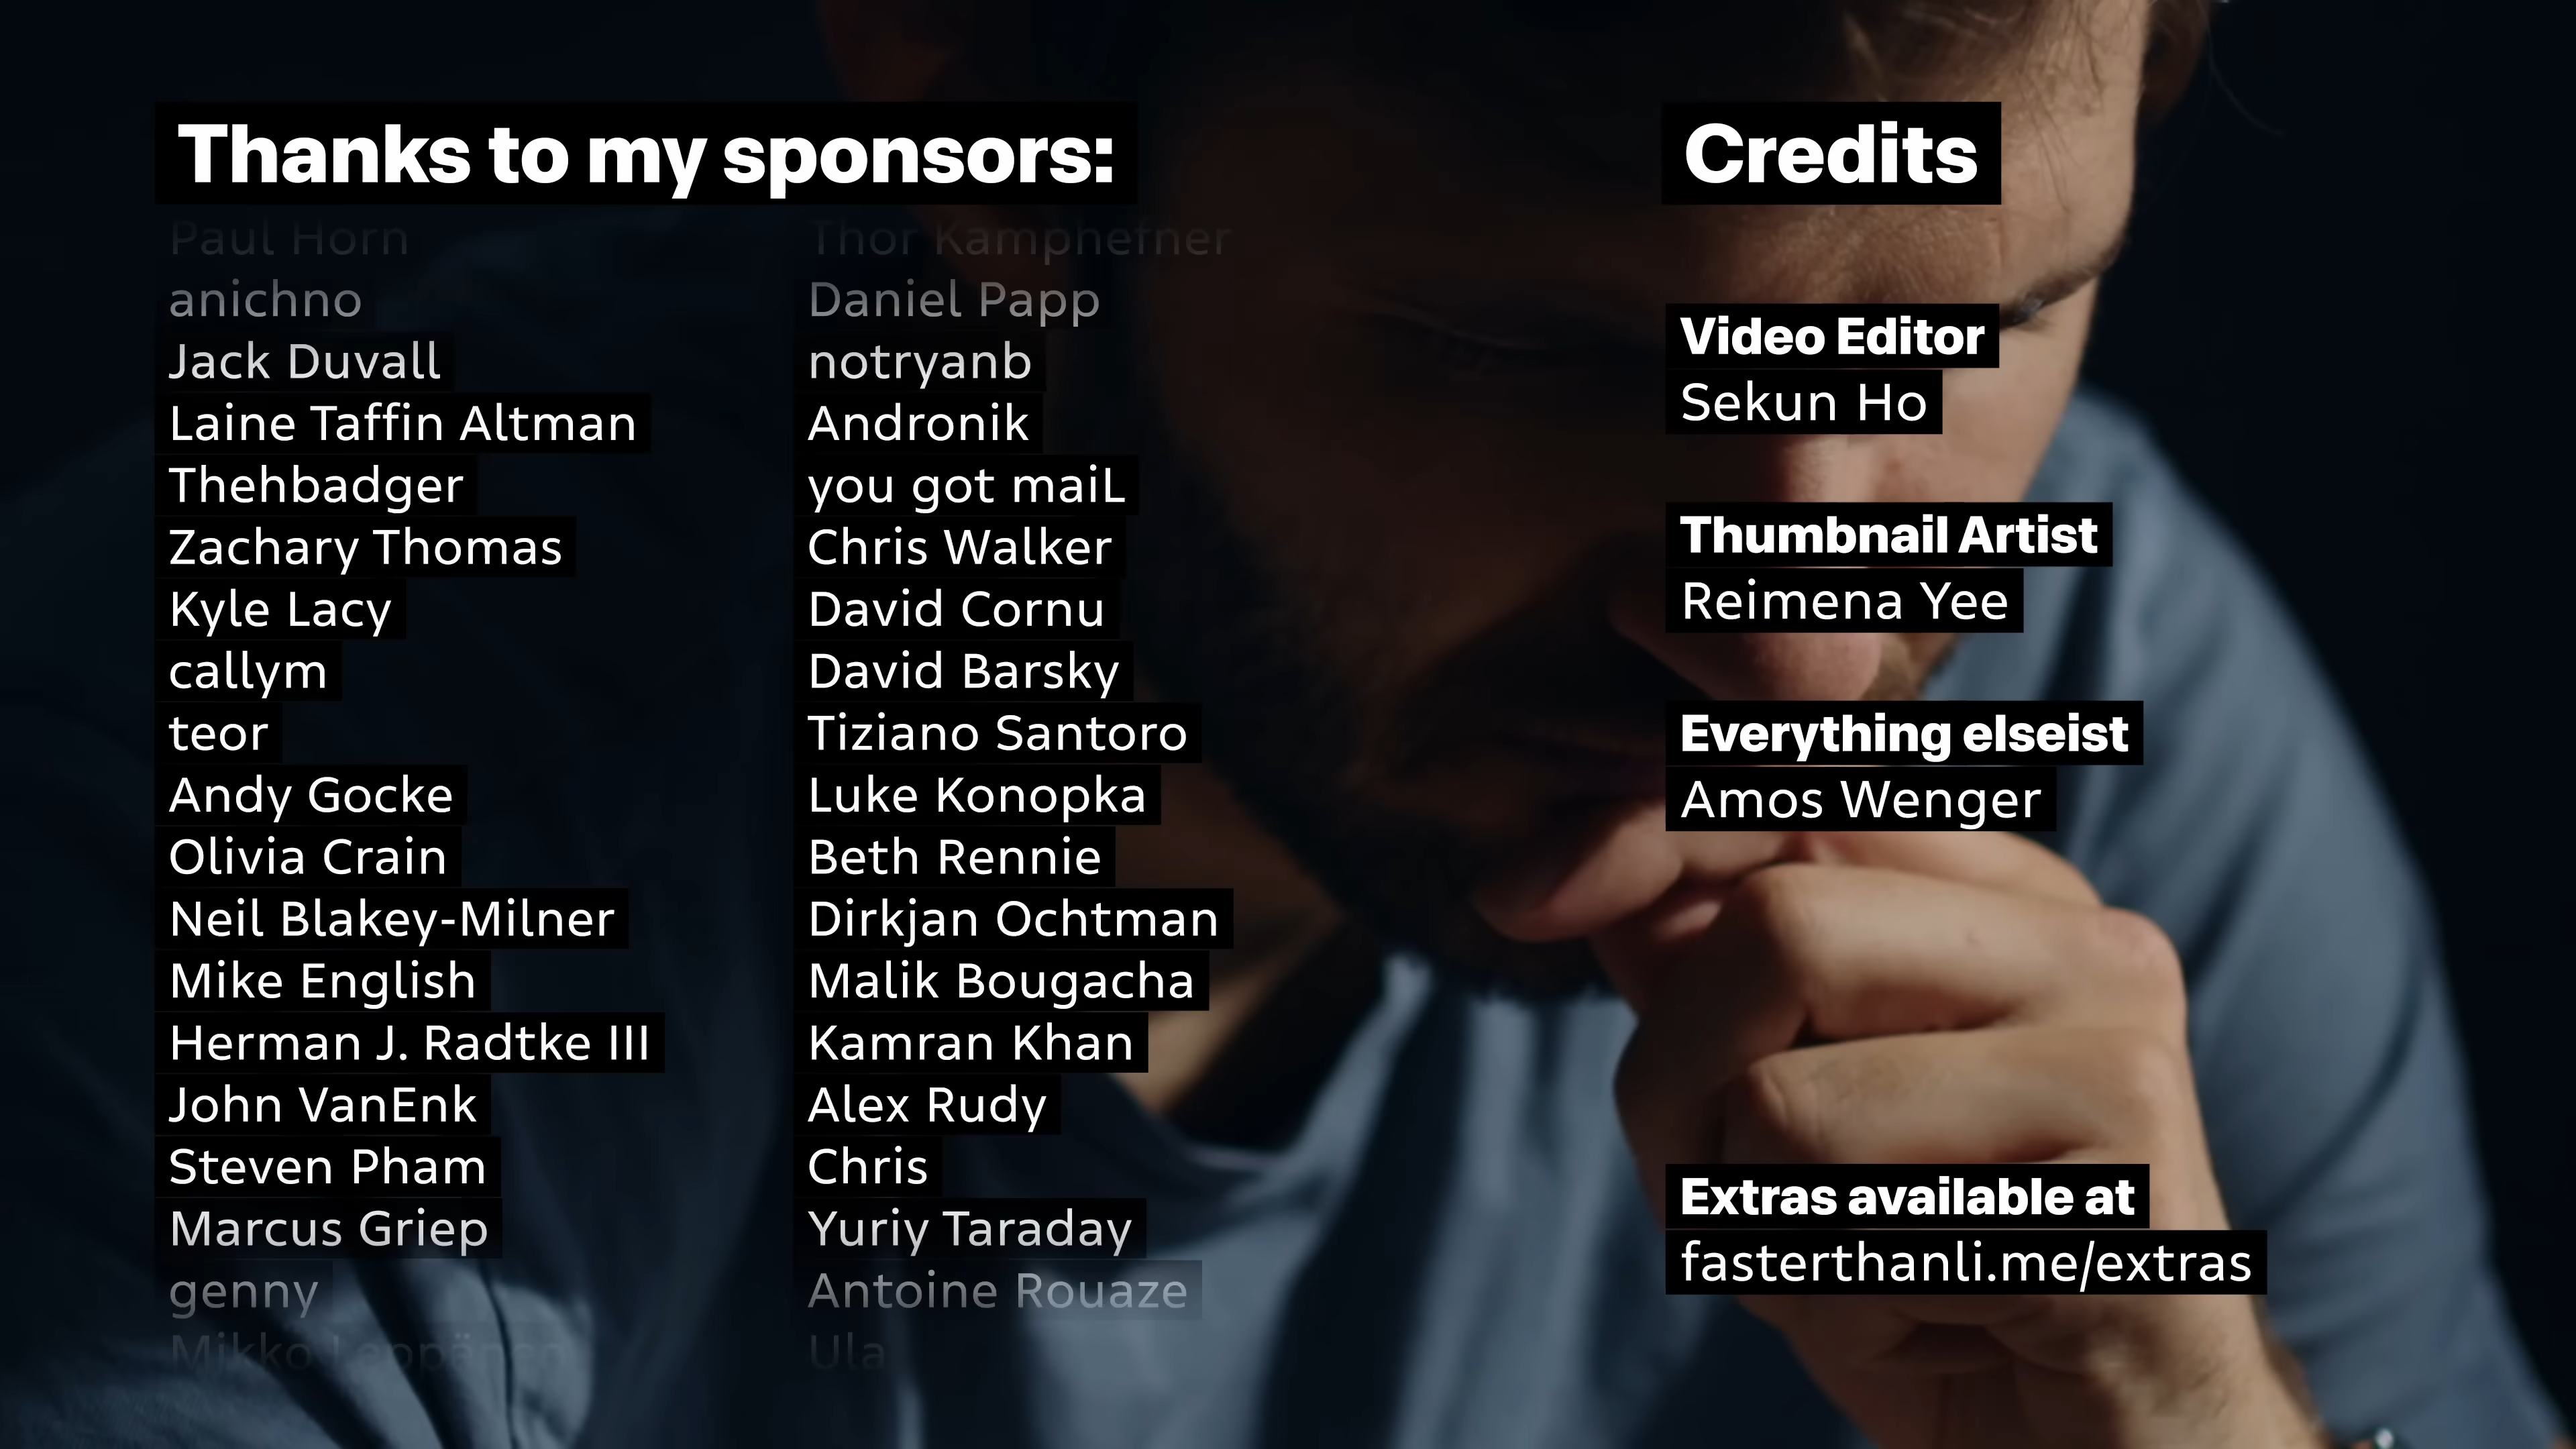 Thanks to my sponsors:
Paul Horn
anichno
Jack Duvall
Laine Taffin Altman
Thehbadger
Zachary Thomas
Kyle Lacy
callym
teor
Andy Gocke
Olivia Crain
Neil Blakey-Milner
Mike English
Herman J. Radtke III
John VanEnk
Steven Pham
Marcus Griep
genny
Mikko Leppänen
Thor Kamphefner
Daniel Papp
notryanb
Andronik
you got maiL
Chris Walker
David Cornu
David Barsky
Tiziano Santoro
Luke Konopka
Beth Rennie
Dirkjan Ochtman
Malik Bougacha
Kamran Khan
Alex Rudy
Chris
Yuriy Taraday
Antoine Rouaze
Ula
Credits
Video Editor
Sekun Ho
Thumbnail Artist
Reimena Yee
Everything elseist
Amos Wenger
Extras available at
fasterthanli.me/extras